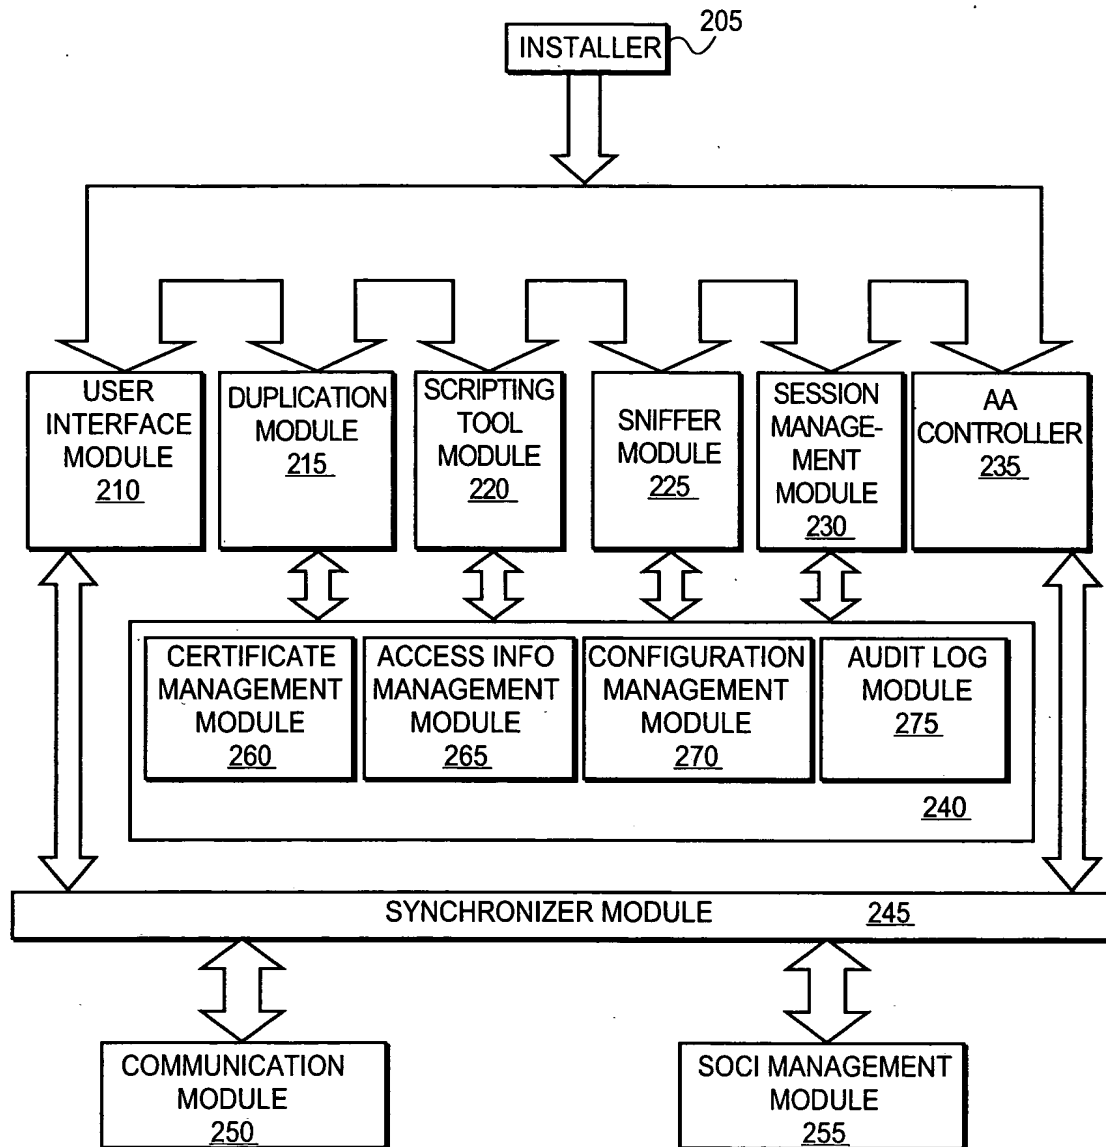 205
INSTALLER
USER
INTERFACE
MODULE
210
DUPLICATION
MODULE
215
SCRIPTING
TOOL
MODULE
220
SNIFFER
MODULE
225
SESSION
MANAGE-
MENT
MODULE
230
AA
CONTROLLER
235
CERTIFICATE
MANAGEMENT
MODULE
260
ACCESS INFO
MANAGEMENT
MODULE
265
CONFIGURATION
MANAGEMENT
MODULE
270
AUDIT LOG
MODULE
275
240
SYNCHRONIZER MODULE 245
COMMUNICATION
MODULE
250
SOCI MANAGEMENT
MODULE
255